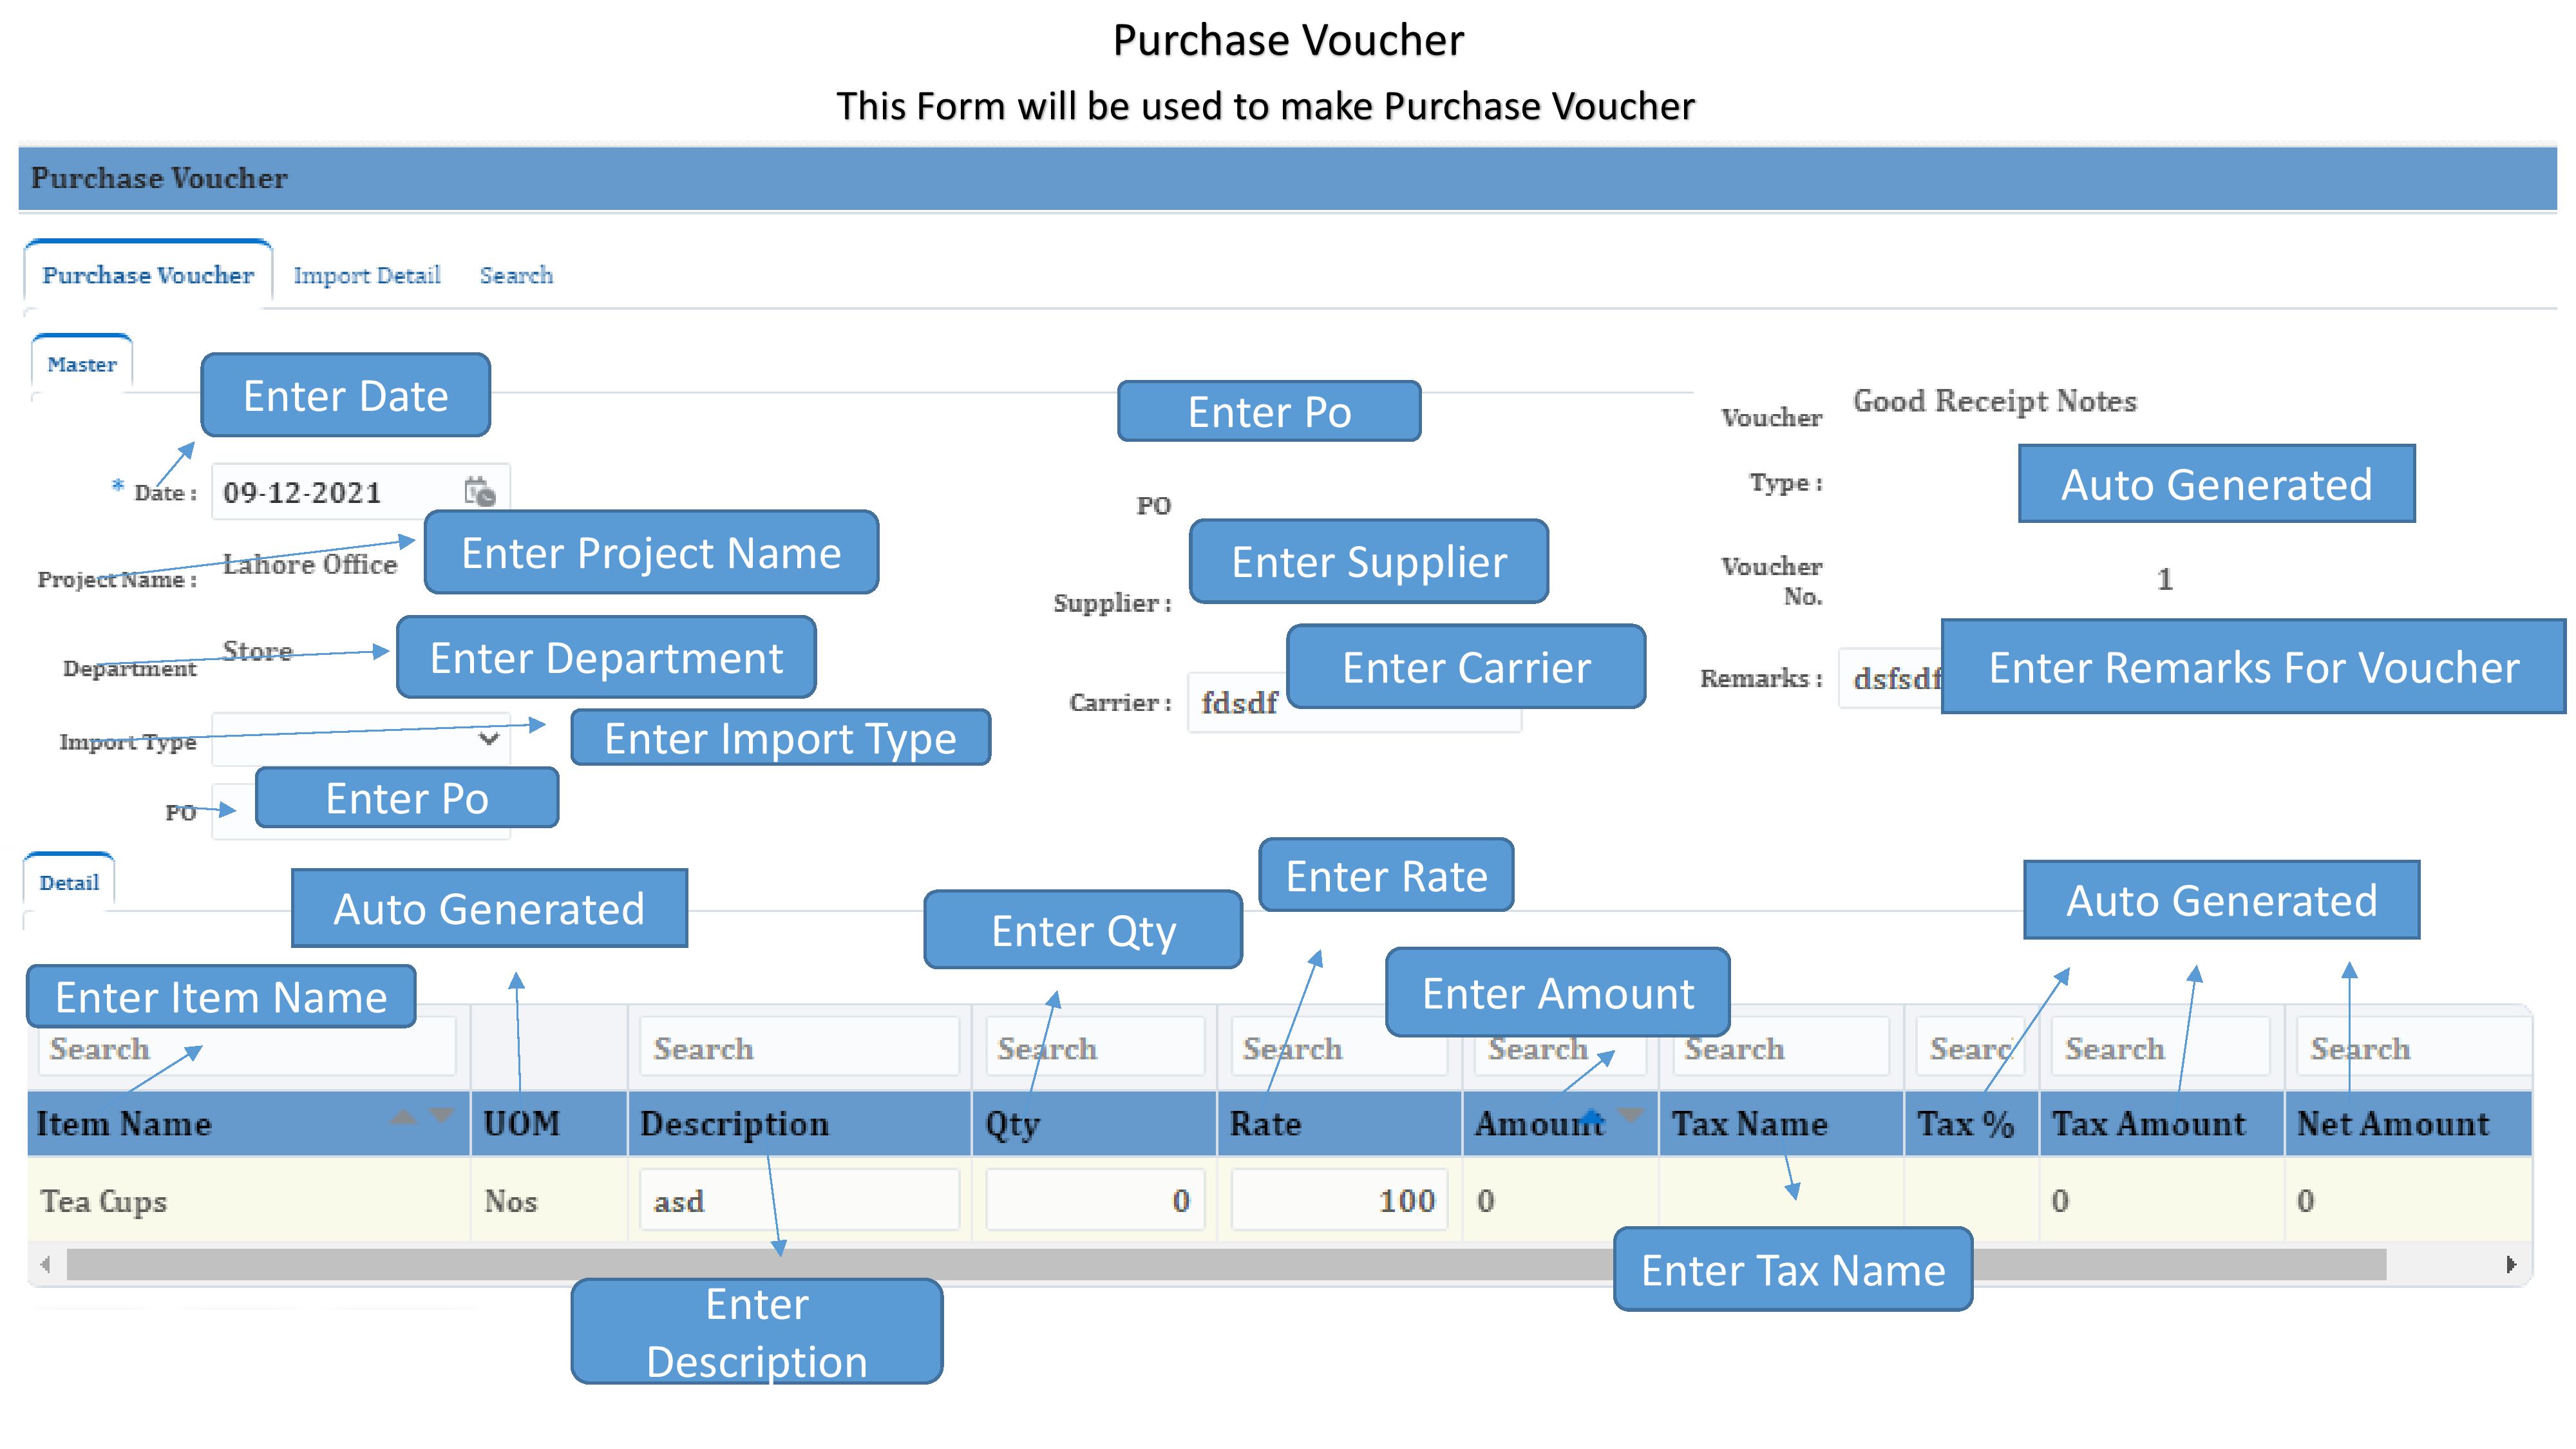 Purchase Voucher
This Form will be used to make Purchase Voucher
Purchase Voucher
Purchase Voucher Import Detail Search
Master
Enter Date
Enter Po
Voucher
Type :
Good Receipt Notes
Auto Generated
* Date : 09-12-2021
PO
Enter Project Name
Project Name : Lahore Office
Enter Supplier
Supplier :
Voucher
No.
1
Department Store
Enter Department
Enter Carrier
Carrier : fdsdf
Remarks : dsfsdf
Enter Remarks For Voucher
Import Type
Enter Import Type
PO
Enter Po
Detail
Auto Generated
Enter Qty
Enter Rate
Enter Amount
Auto Generated
Enter Item Name
Search Search Search Search Search Search Searc Search Search
Item Name UOM Description Qty Rate Amount Tax Name Tax % Tax Amount Net Amount
Tea Cups Nos asd 0 100 0 0 0
Enter Tax Name
Enter
Description